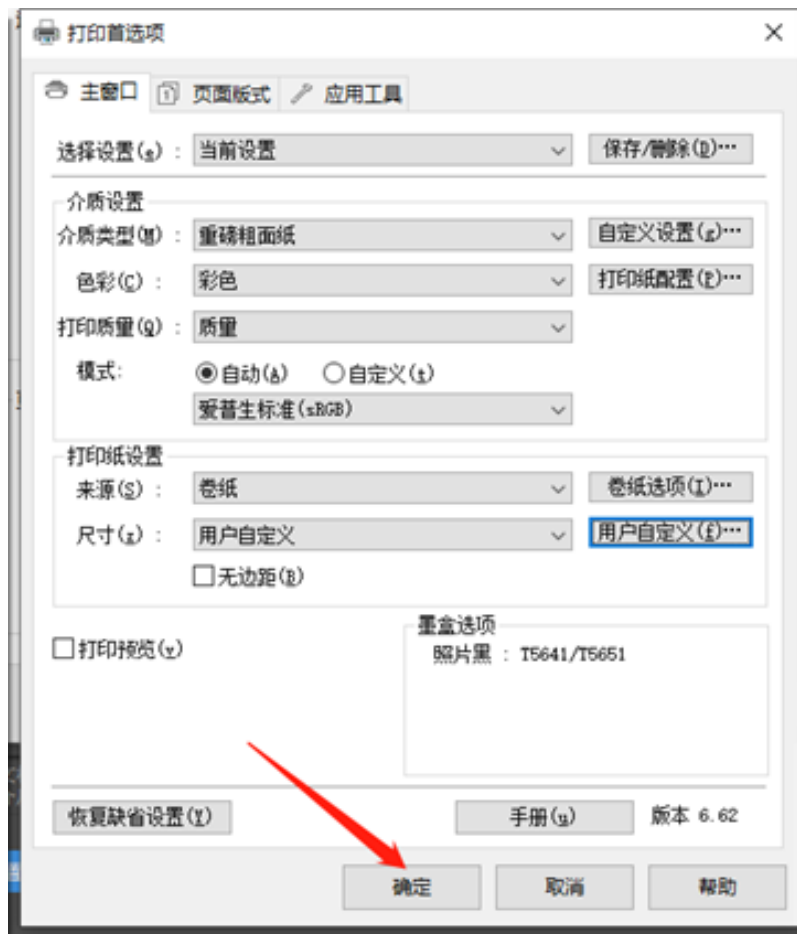 打印首选项
主窗口 页面版式 应用工具
选择设置(s)： 当前设置 保存/删除(D)…
介质设置
介质类型(M)： 重磅粗面纸 自定义设置(g)…
色彩(C)： 彩色 打印纸配置(P)…
打印质量(Q)： 质量
模式: 自动(A) 自定义(t)
爱普生标准(sRGB)
打印纸设置
来源(S)： 卷纸 卷纸选项(I)…
尺寸(z)： 用户自定义 用户自定义(f)…
无边距(B)
打印预览(v)
墨盒选项
照片黑 : T5641/T5651
恢复缺省设置(Y) 手册(u) 版本 6.62
确定 取消 帮助